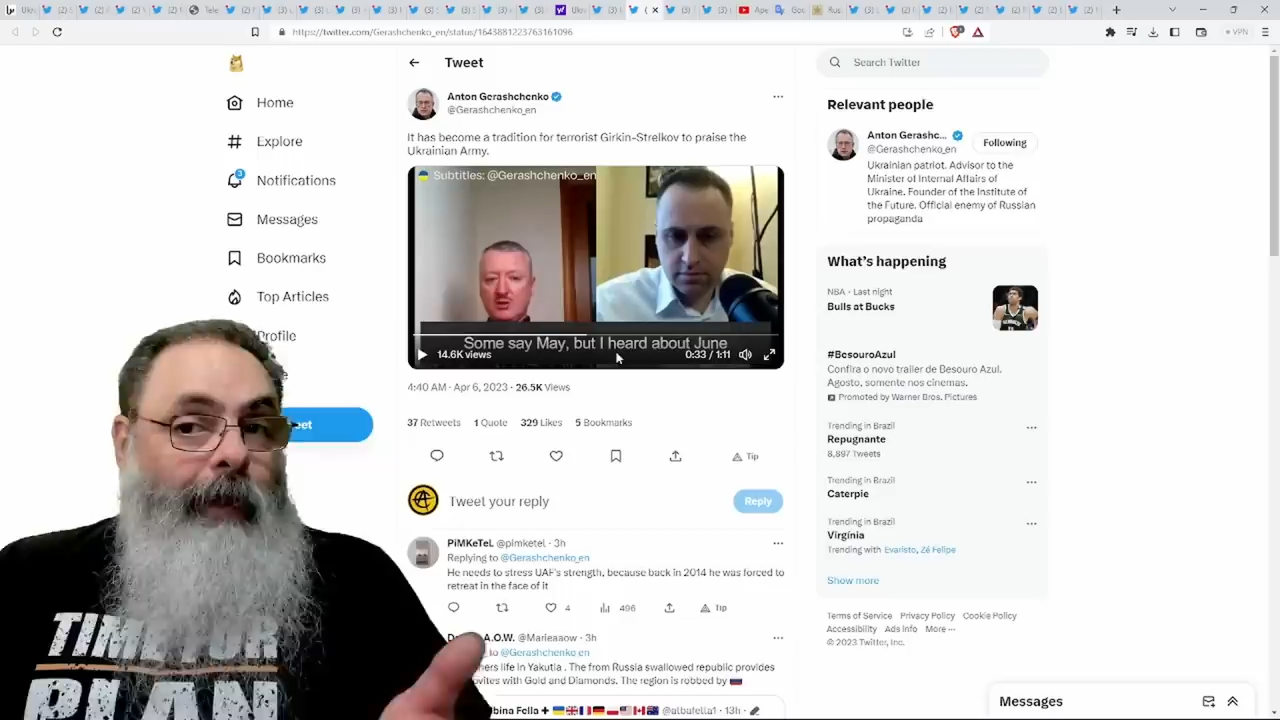 https://twitter.com/Gerashchenko_en/status/1643881223763161096
VPN
Home
Explore
3
Notifications
Messages
Bookmarks
Top Articles
Profile
Tweet
Anton Gerashchenko
@Gerashchenko_en
It has become a tradition for terrorist Girkin-Strelkov to praise the
Ukrainian Army.
Subtitles: @Gerashchenko_en
Some say May, but I heard about June
14.6K views
0:33 / 1:11
4:40 AM · Apr 6, 2023 · 26.5K Views
37 Retweets 1 Quote 329 Likes 5 Bookmarks
Tip
Tweet your reply
Reply
PiMKeTeL @pimketel · 3h
Replying to @Gerashchenko_en
He needs to stress UAF's strength, because back in 2014 he was forced to
retreat in the face of it
4 496 Tip
A.O.W. @Marieaaow · 3h
to @Gerashchenko_en
life in Yakutia . The from Russia swallowed republic provides
with Gold and Diamonds. The region is robbed by
@albafella1 · 13h ·
Search Twitter
Relevant people
Anton Gerashc...
@Gerashchenko_en
Following
Ukrainian patriot. Advisor to the
Minister of Internal Affairs of
Ukraine. Founder of the Institute of
the Future. Official enemy of Russian
propaganda
What's happening
NBA · Last night
Bulls at Bucks
#BesouroAzul
Confira o novo trailer de Besouro Azul.
Agosto, somente nos cinemas.
Promoted by Warner Bros. Pictures
Trending in Brazil
Repugnante
8,897 Tweets
Trending in Brazil
Caterpie
Trending in Brazil
Virgínia
Trending with Evaristo, Zé Felipe
Show more
Terms of Service Privacy Policy Cookie Policy
Accessibility Ads info More ···
© 2023 Twitter, Inc.
Messages